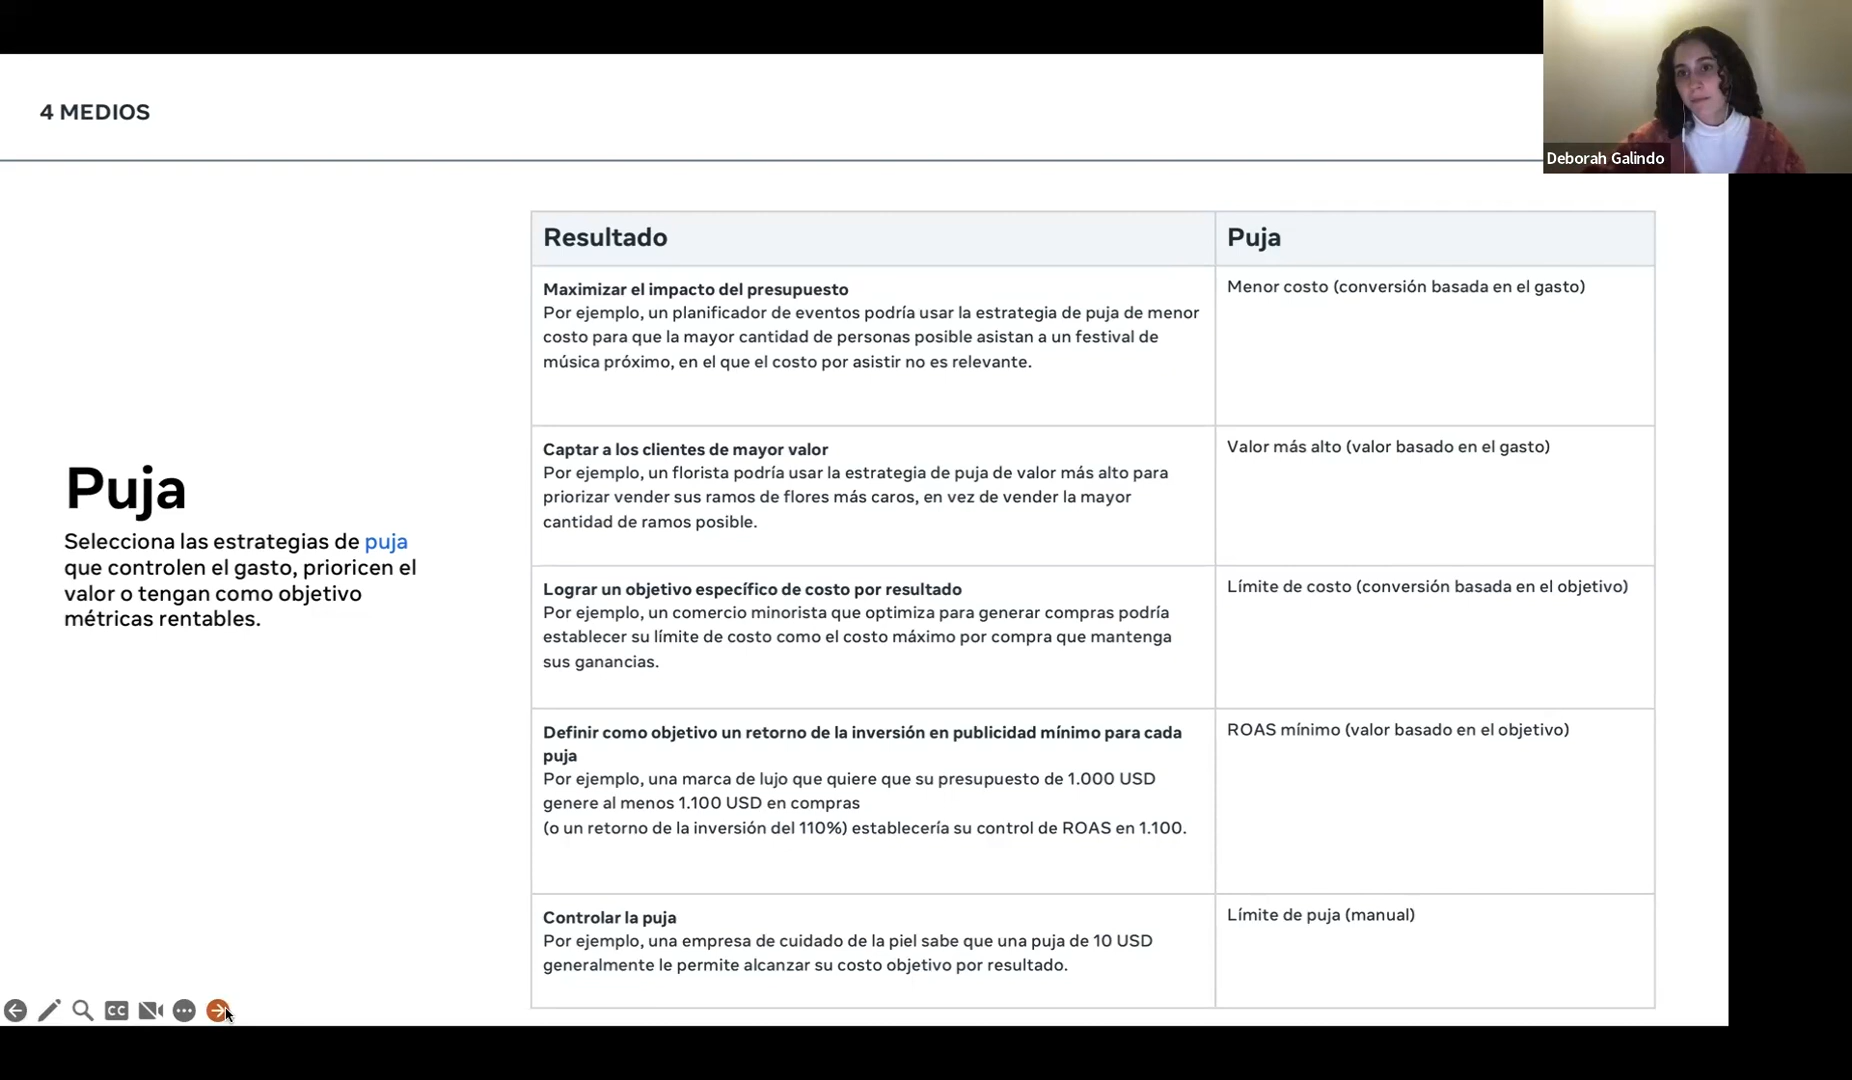 4 MEDIOS
Deborah Galindo
Puja
Selecciona las estrategias de puja
que controlen el gasto, prioricen el
valor o tengan como objetivo
métricas rentables.
Resultado
Puja
Maximizar el impacto del presupuesto
Por ejemplo, un planificador de eventos podría usar la estrategia de puja de menor
costo para que la mayor cantidad de personas posible asistan a un festival de
música próximo, en el que el costo por asistir no es relevante.
Menor costo (conversión basada en el gasto)
Captar a los clientes de mayor valor
Por ejemplo, un florista podría usar la estrategia de puja de valor más alto para
priorizar vender sus ramos de flores más caros, en vez de vender la mayor
cantidad de ramos posible.
Valor más alto (valor basado en el gasto)
Lograr un objetivo específico de costo por resultado
Por ejemplo, un comercio minorista que optimiza para generar compras podría
establecer su límite de costo como el costo máximo por compra que mantenga
sus ganancias.
Límite de costo (conversión basada en el objetivo)
Definir como objetivo un retorno de la inversión en publicidad mínimo para cada
puja
Por ejemplo, una marca de lujo que quiere que su presupuesto de 1.000 USD
genere al menos 1.100 USD en compras
(o un retorno de la inversión del 110%) establecería su control de ROAS en 1.100.
ROAS mínimo (valor basado en el objetivo)
Controlar la puja
Por ejemplo, una empresa de cuidado de la piel sabe que una puja de 10 USD
generalmente le permite alcanzar su costo objetivo por resultado.
Límite de puja (manual)
CC